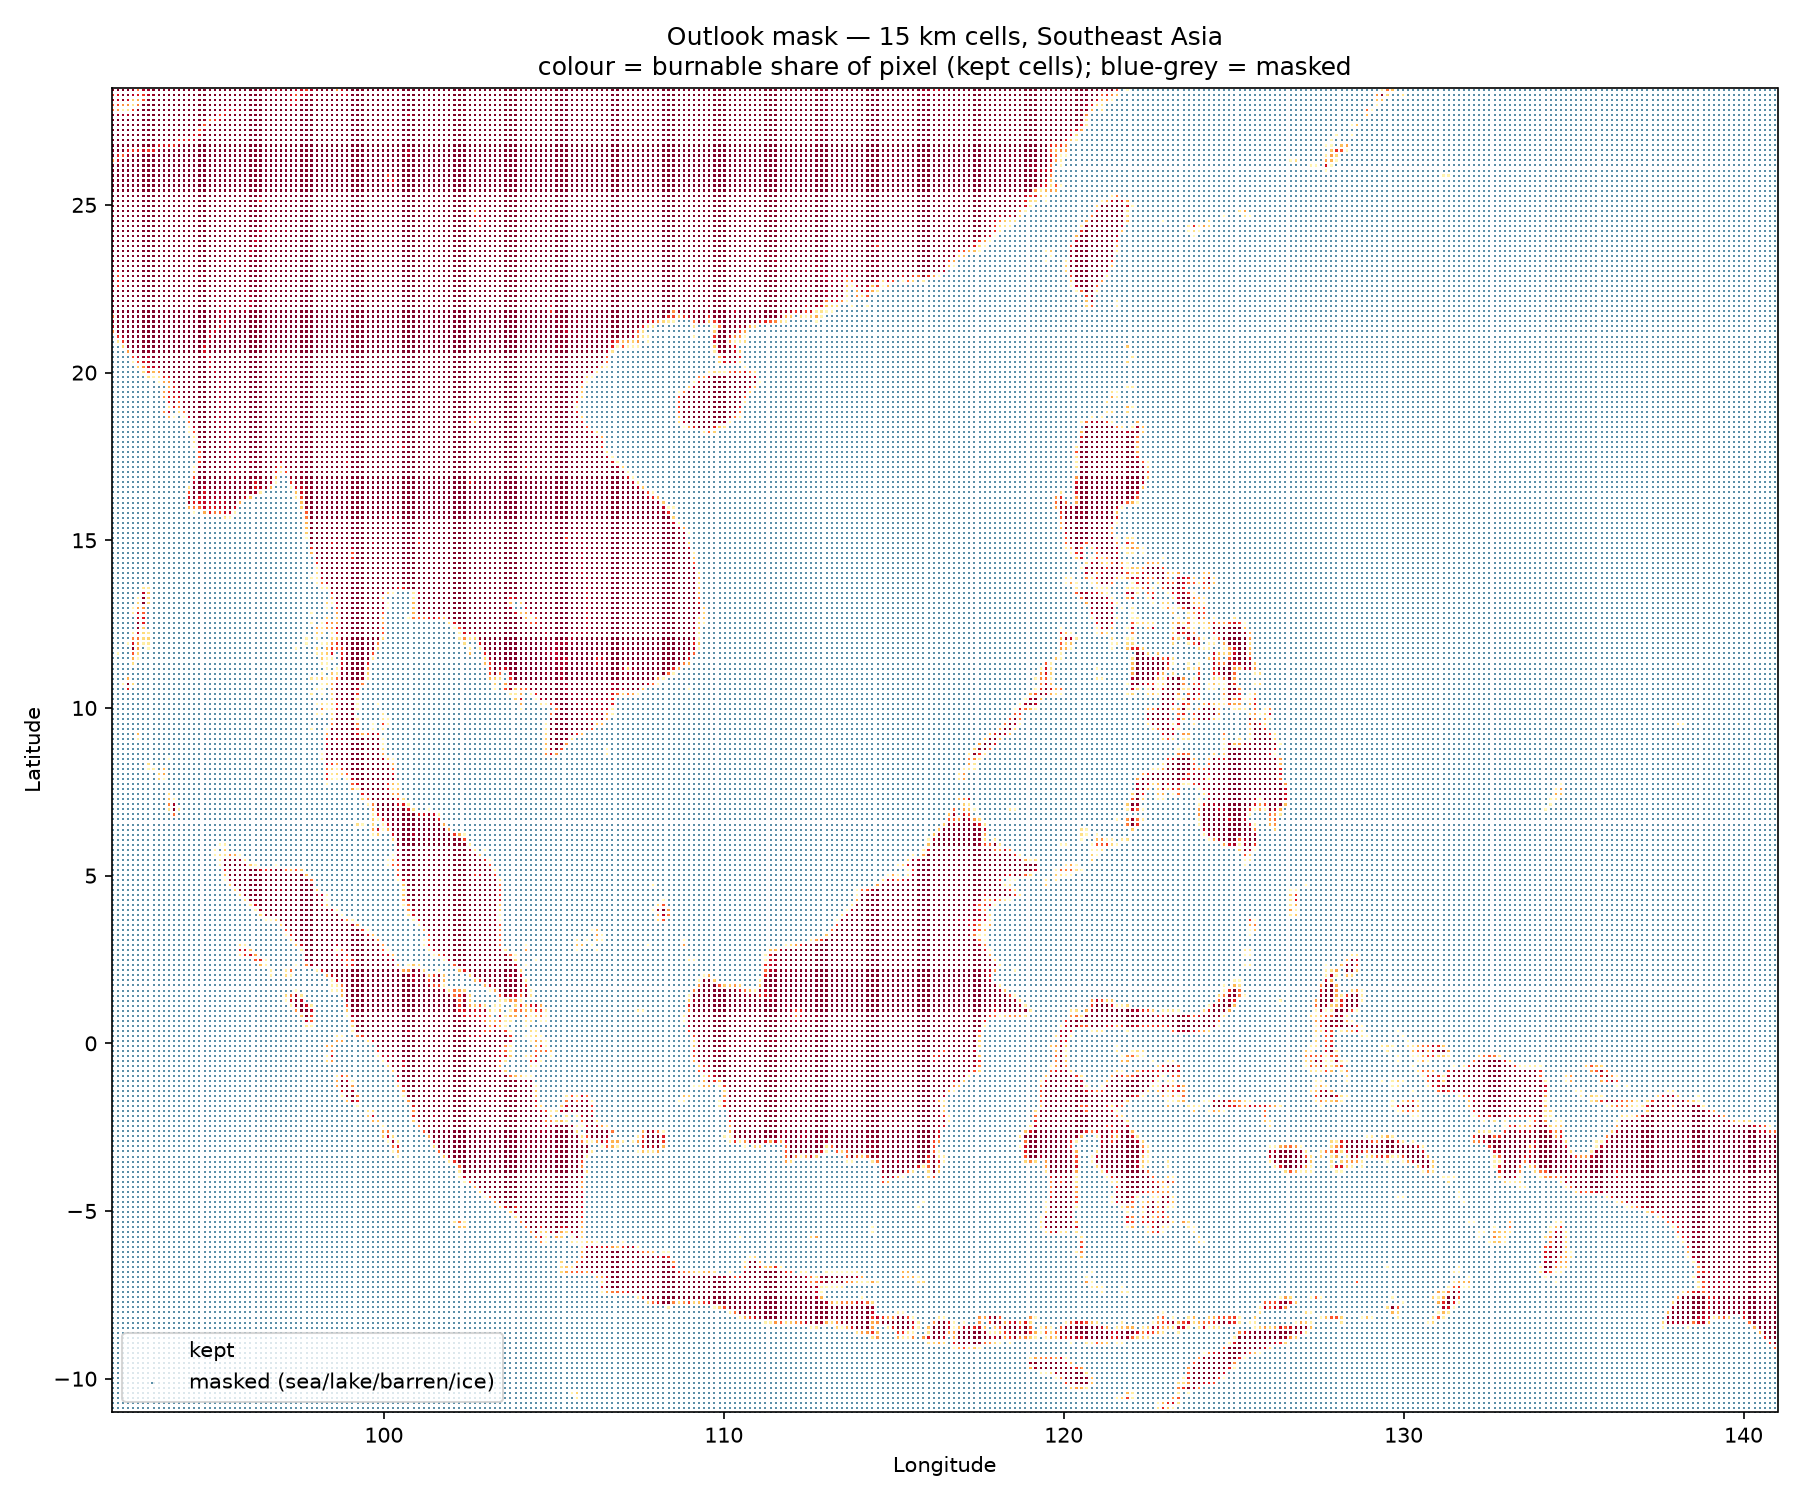 Outlook mask — 15 km cells, Southeast Asia
colour = burnable share of pixel (kept cells); blue-grey = masked
25
20
15
10
5
0
−5
−10
Latitude
kept
masked (sea/lake/barren/ice)
100
110
120
130
140
Longitude